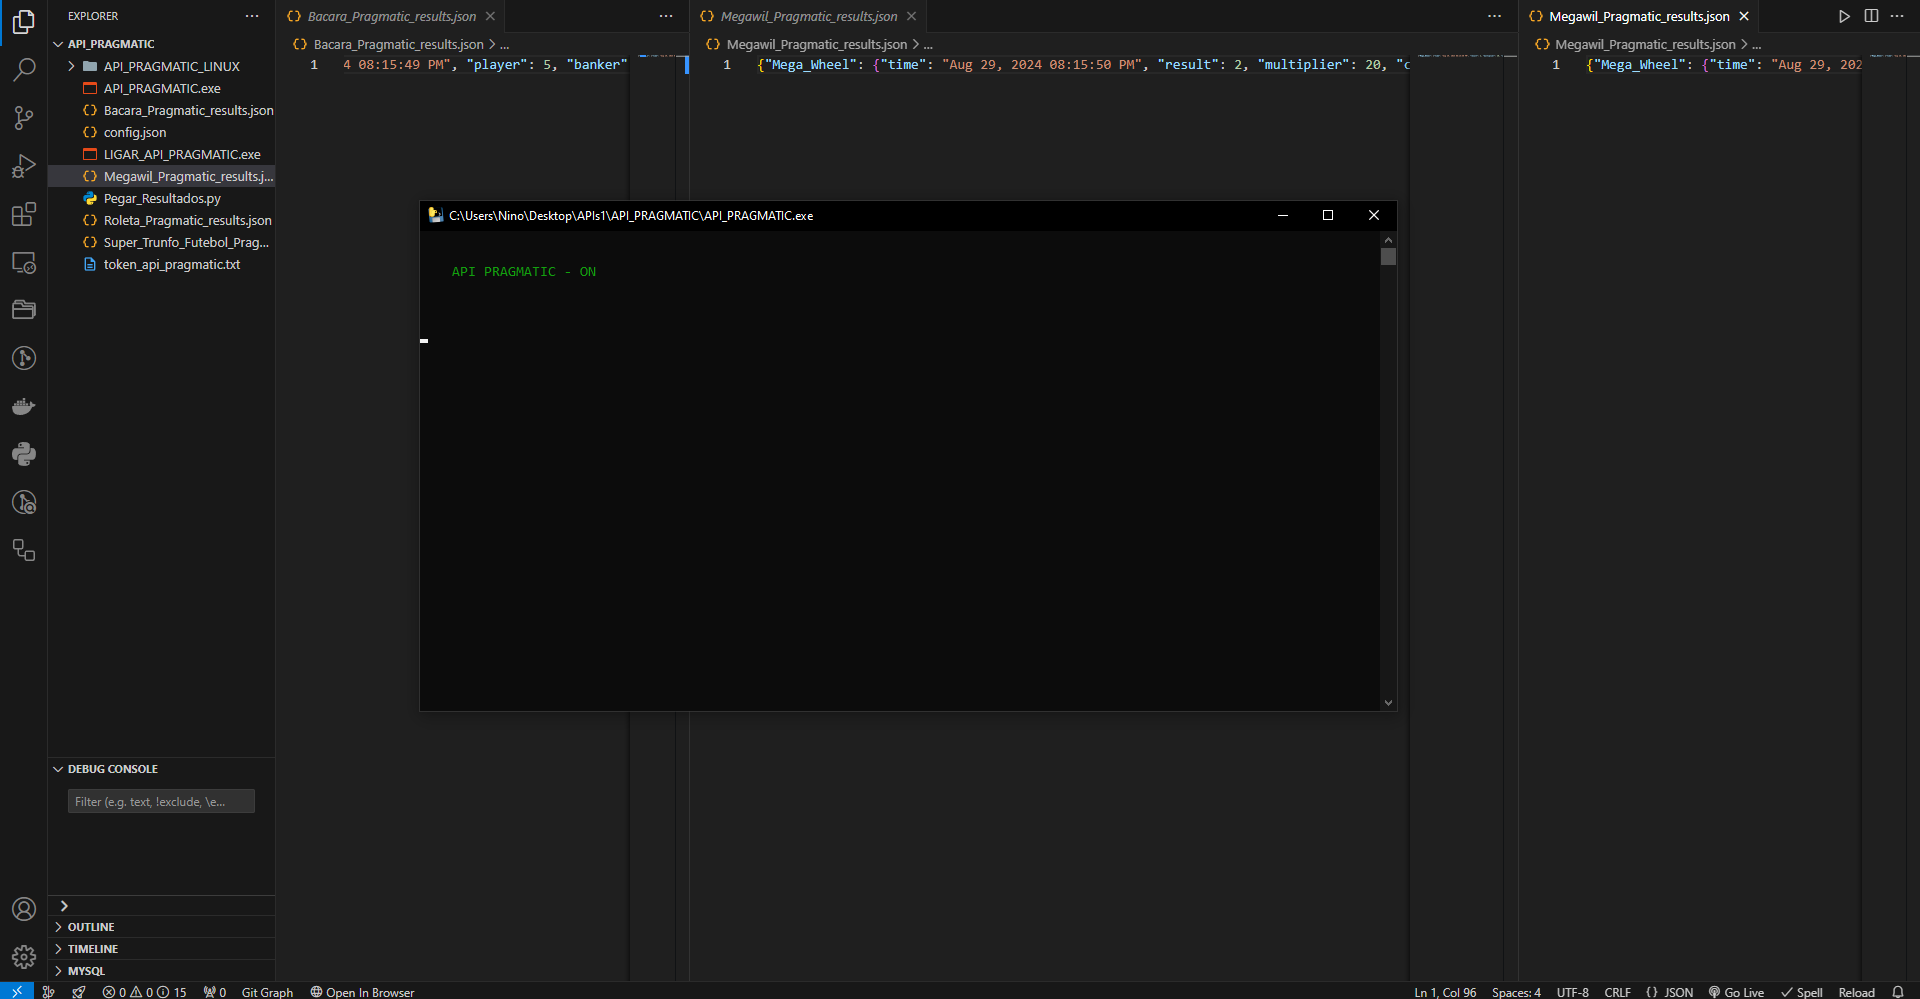 EXPLORER
API_PRAGMATIC
API_PRAGMATIC_LINUX
API_PRAGMATIC.exe
Bacara_Pragmatic_results.json
config.json
LIGAR_API_PRAGMATIC.exe
Megawil_Pragmatic_results.j...
Pegar_Resultados.py
Roleta_Pragmatic_results.json
Super_Trunfo_Futebol_Prag...
token_api_pragmatic.txt
DEBUG CONSOLE
Filter (e.g. text, !exclude, \e...
OUTLINE
TIMELINE
MYSQL
Bacara_Pragmatic_results.json
Bacara_Pragmatic_results.json > ...
1 4 08:15:49 PM", "player": 5, "banker"
Megawil_Pragmatic_results.json
Megawil_Pragmatic_results.json > ...
1 {"Mega_Wheel": {"time": "Aug 29, 2024 08:15:50 PM", "result": 2, "multiplier": 20, "c
Megawil_Pragmatic_results.json
Megawil_Pragmatic_results.json > ...
1 {"Mega_Wheel": {"time": "Aug 29, 202
C:\Users\Nino\Desktop\APIs1\API_PRAGMATIC\API_PRAGMATIC.exe
API PRAGMATIC - ON
0 0 15 0 Git Graph Open In Browser Ln 1, Col 96 Spaces: 4 UTF-8 CRLF {} JSON Go Live Spell Reload